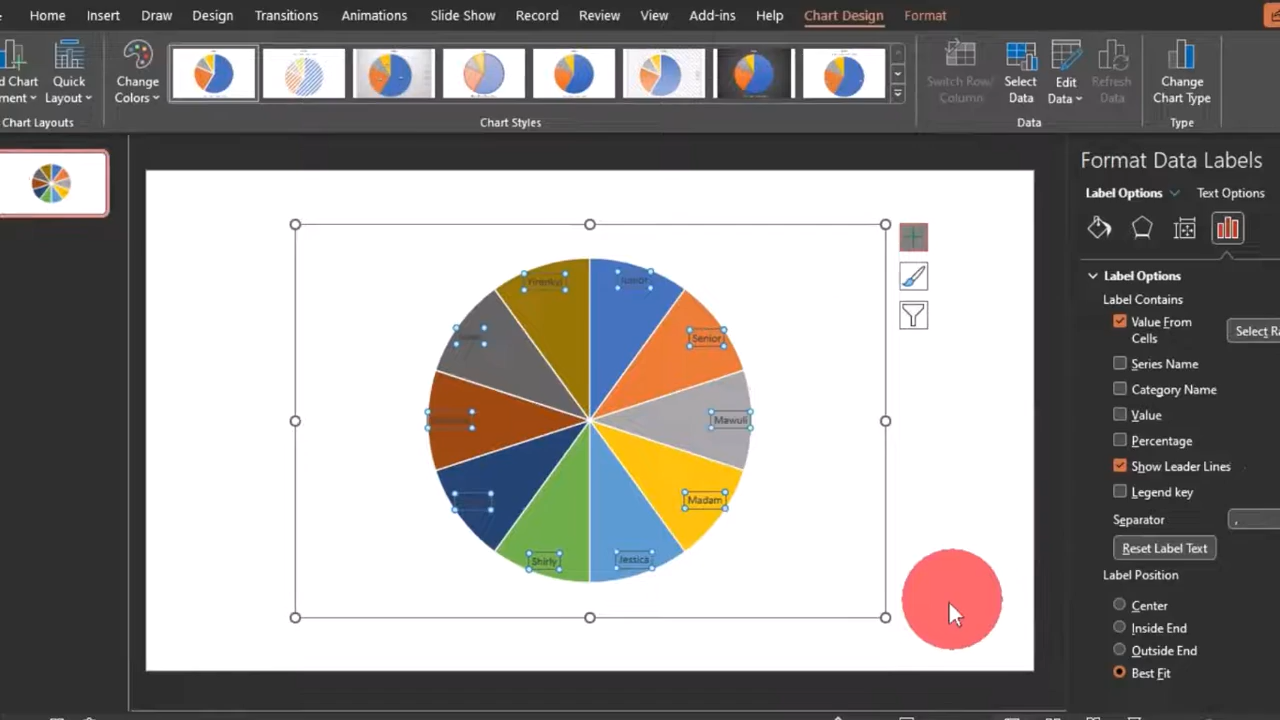 Home Insert Draw Design Transitions Animations Slide Show Record Review View Add-ins Help Chart Design Format
Change
Colors
Quick
Layout
Chart
Switch Row/
Column
Select
Data
Edit
Data
Refresh
Data
Change
Chart Type
Chart Layouts
Chart Styles
Data
Type
Senior
Mawuli
Madam
Jessica
Shirly
Format Data Labels
Label Options Text Options
Label Options
Label Contains
Value From
Cells
Select
Series Name
Category Name
Value
Percentage
Show Leader Lines
Legend key
Separator ,
Reset Label Text
Label Position
Center
Inside End
Outside End
Best Fit